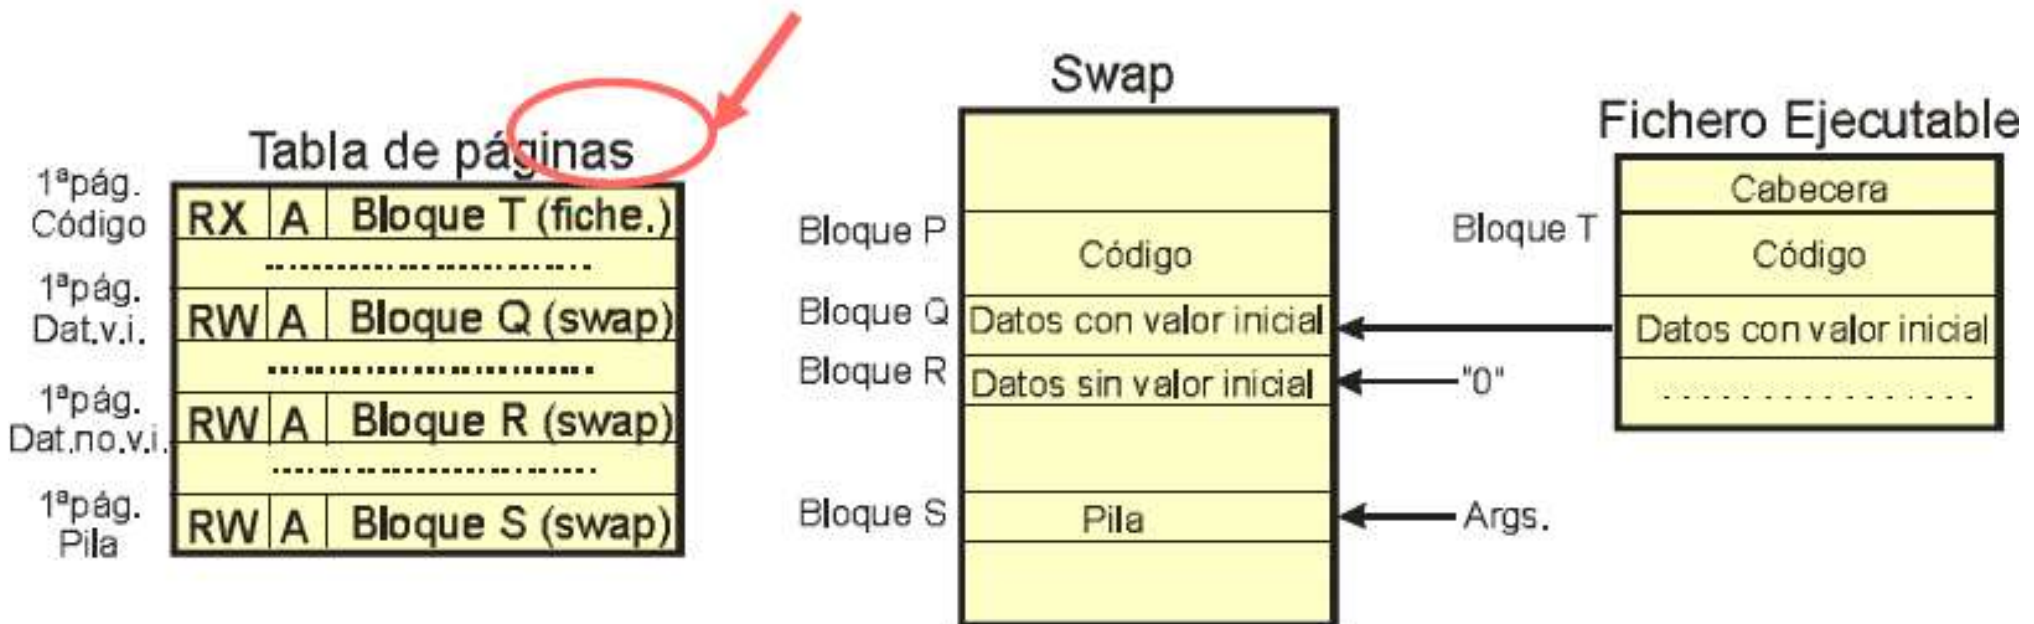 Tabla de páginas
1ªpág.
Código
RX A Bloque T (fiche.)
1ªpág.
Dat.v.i.
RW A Bloque Q (swap)
1ªpág.
Dat.no.v.i.
RW A Bloque R (swap)
1ªpág.
Pila
RW A Bloque S (swap)
Swap
Bloque P
Código
Bloque Q
Datos con valor inicial
Bloque R
Datos sin valor inicial
"0"
Bloque S
Pila
Args.
Fichero Ejecutable
Cabecera
Bloque T
Código
Datos con valor inicial